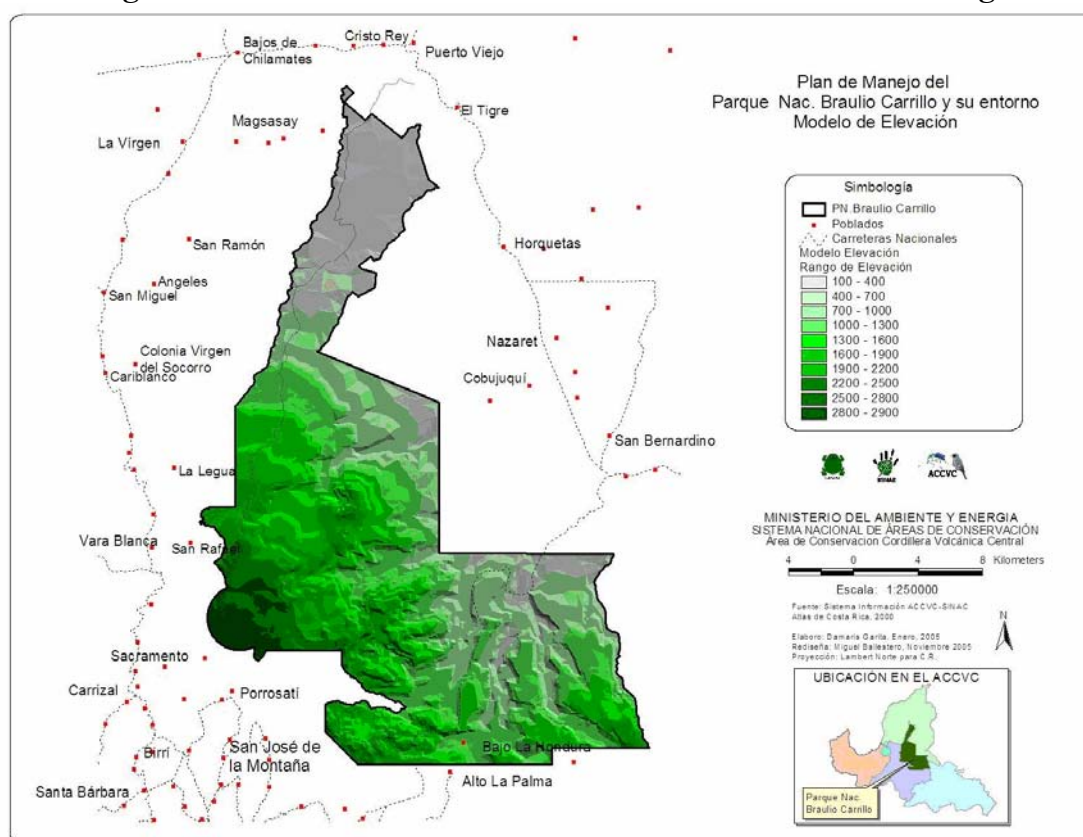 Plan de Manejo del
Parque Nac. Braulio Carrillo y su entorno
Modelo de Elevación
Bajos de
Chilamates
Cristo Rey
Puerto Viejo
El Tigre
Magsasay
La Vírgen
San Ramón
Horquetas
Angeles
San Miguel
Nazaret
Colonia Virgen
del Socorro
Cariblanco
Cobujuquí
San Bernardino
La Legua
Vara Blanca
San Rafael
Sacramento
Carrizal
Porrosatí
Birrí
San José de
la Montaña
Santa Bárbara
Bajo La Hondura
Alto La Palma
Simbología
PN.Braulio Carrillo
Poblados
Carreteras Nacionales
Modelo Elevación
Rango de Elevación
100 - 400
400 - 700
700 - 1000
1000 - 1300
1300 - 1600
1600 - 1900
1900 - 2200
2200 - 2500
2500 - 2800
2800 - 2900
SINAC
ACCVC
MINISTERIO DEL AMBIENTE Y ENERGIA
SISTEMA NACIONAL DE ÁREAS DE CONSERVACIÓN
Area de Conservacion Cordillera Volcánica Central
4 0 4 8 Kilometers
Escala: 1:250000
Fuente: Sistema Información ACCVC-SINAC
Atlas de Costa Rica, 2000
N
Elaboro: Damaris Garita, Enero, 2005
Rediseña: Miguel Ballestero, Noviembre 2005
Proyección: Lambert Norte para C.R.
UBICACIÓN EN EL ACCVC
Parque Nac.
Braulio Carrillo